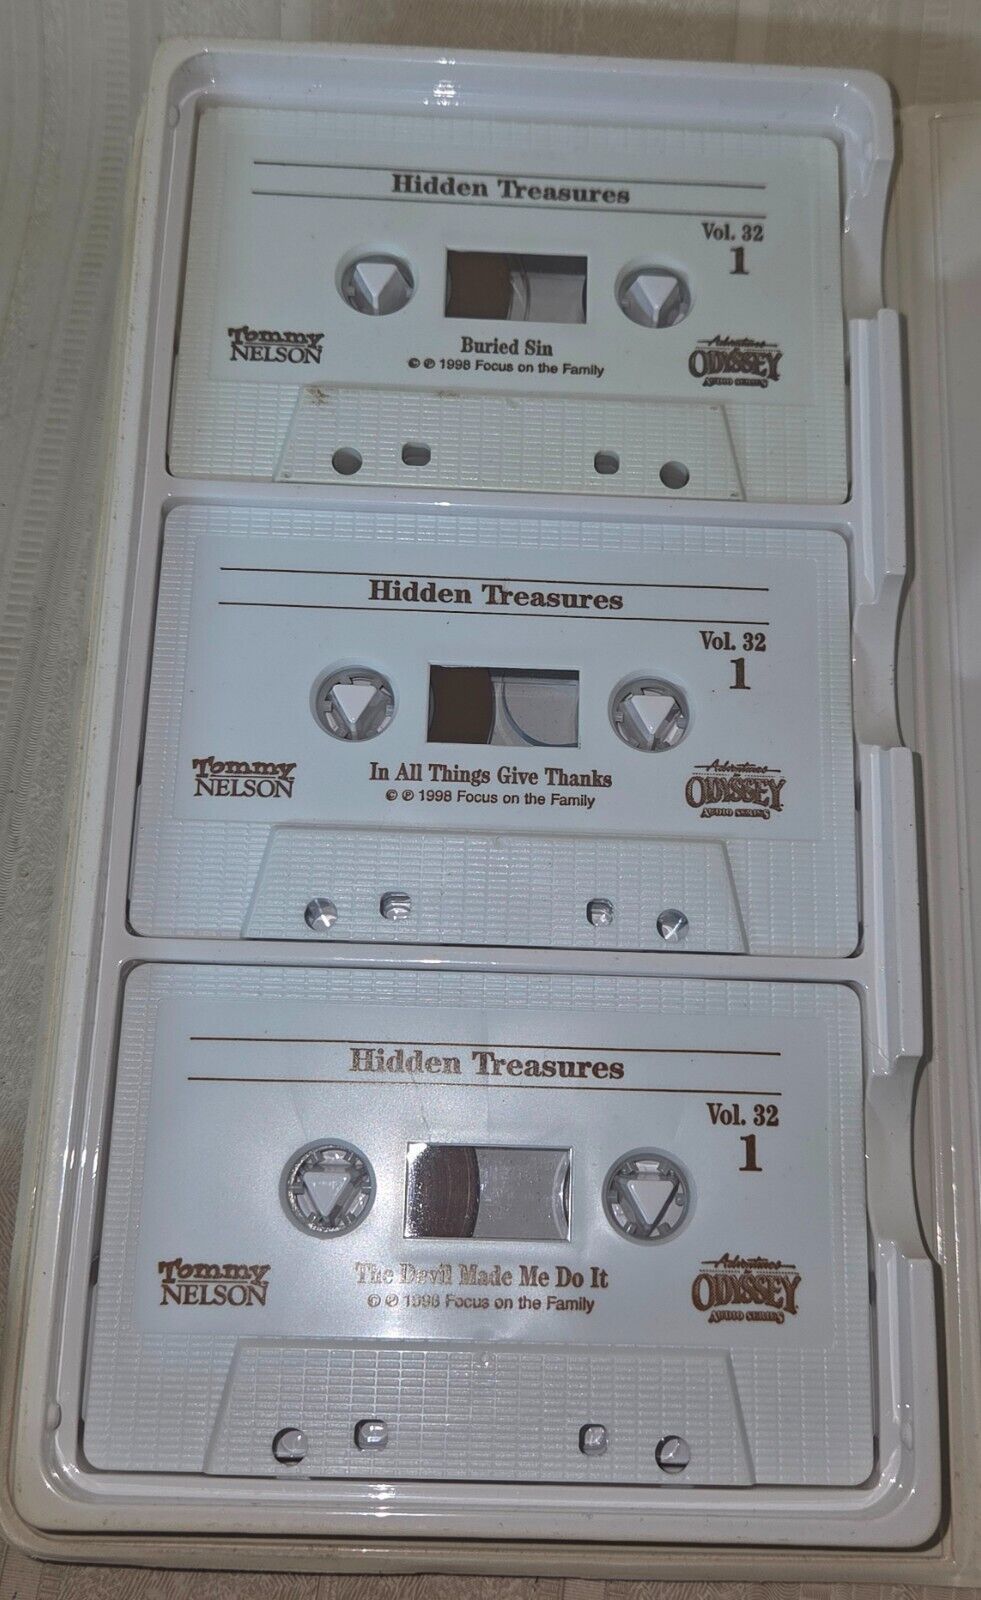 Hidden Treasures
Vol. 32
1
Tommy
NELSON
Buried Sin
© ℗ 1998 Focus on the Family
Adventures
in
ODYSSEY
AUDIO SERIES
Hidden Treasures
Vol. 32
1
Tommy
NELSON
In All Things Give Thanks
© ℗ 1998 Focus on the Family
Adventures
in
ODYSSEY
AUDIO SERIES
Hidden Treasures
Vol. 32
1
Tommy
NELSON
The Devil Made Me Do It
© ℗ 1998 Focus on the Family
Adventures
in
ODYSSEY
AUDIO SERIES